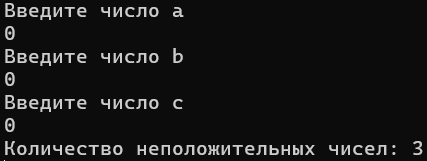 Введите число a
0
Введите число b
0
Введите число c
0
Количество неположительных чисел: 3